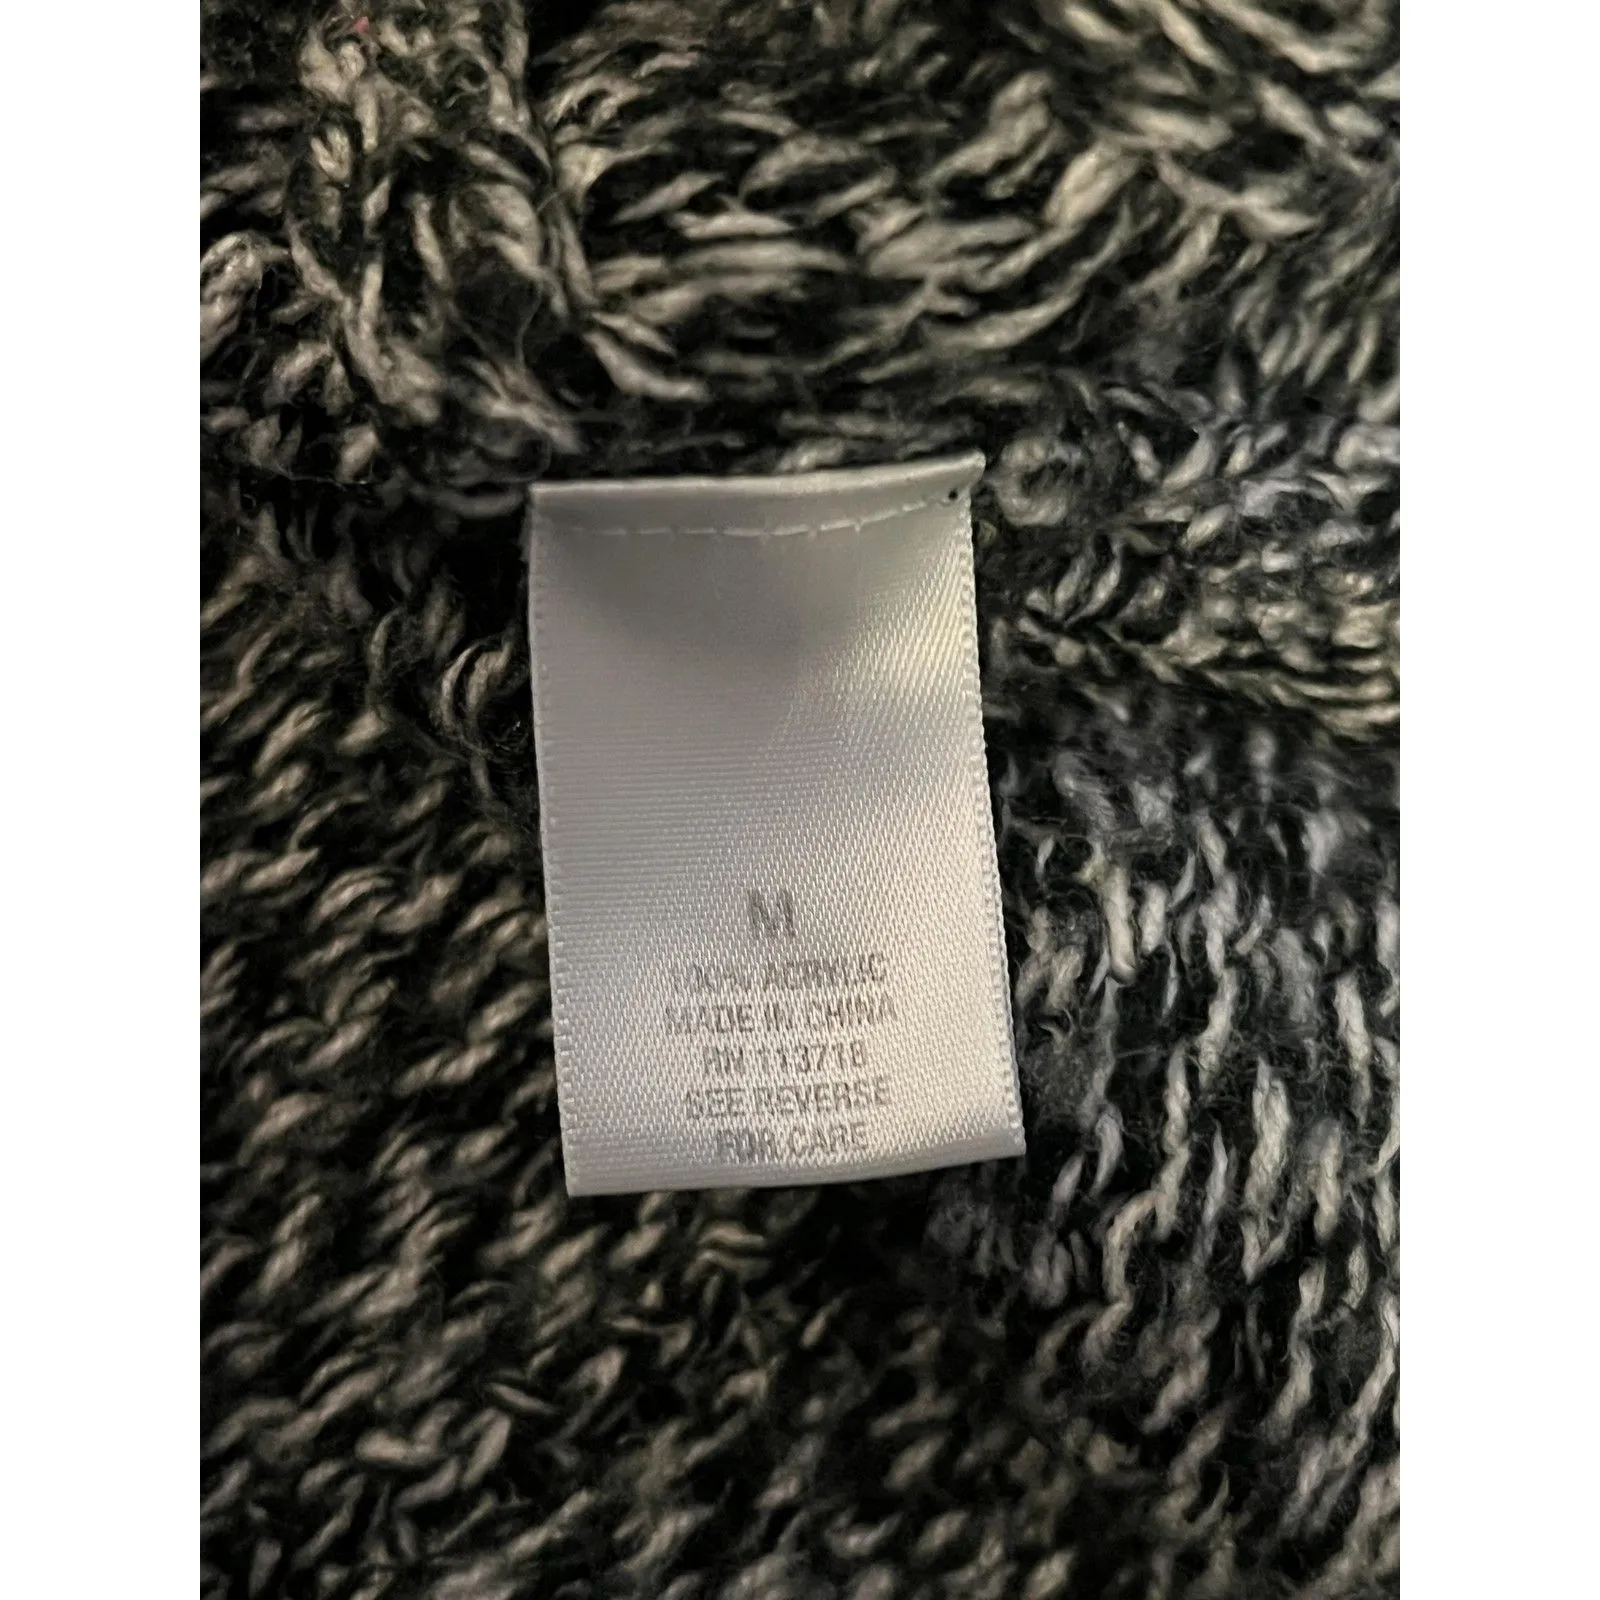 M
100% ACRYLIC
MADE IN CHINA
RN 113718
SEE REVERSE
FOR CARE